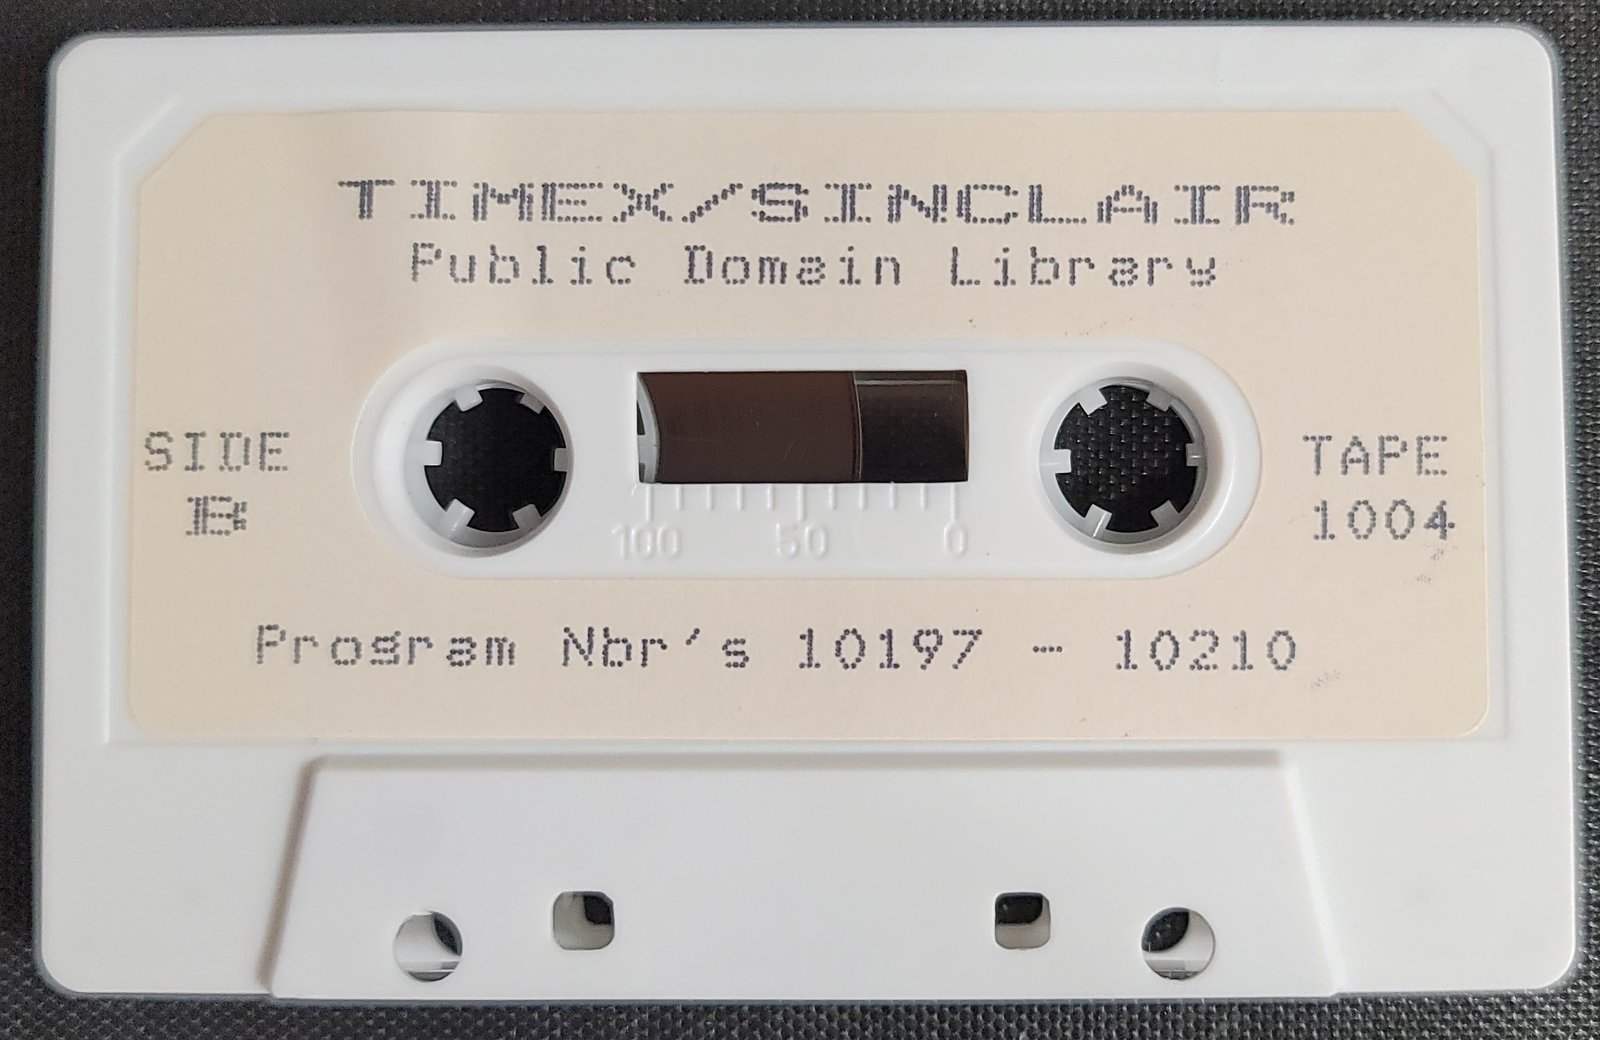 TIMEX/SINCLAIR
Public Domain Library
SIDE
B
TAPE
1004
100 50 0
Program Nbr's 10197 - 10210